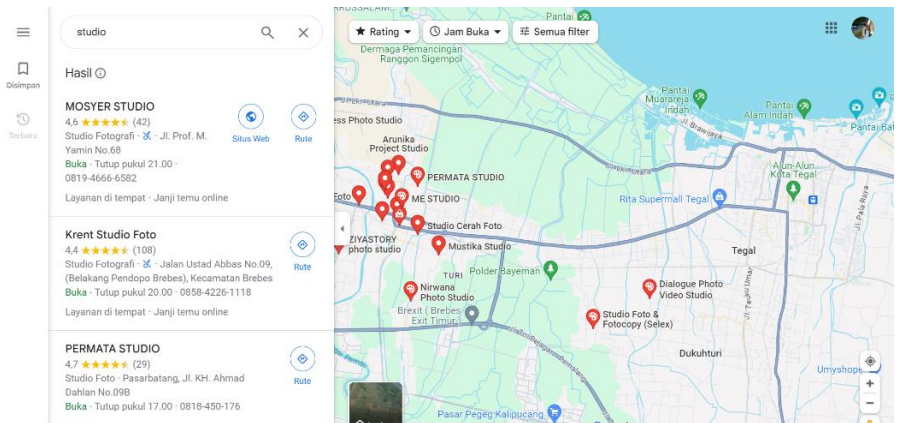 studio
Disimpan
Terbaru
Hasil
MOSYER STUDIO
4,6 ★★★★★ (42)
Studio Fotografi · Jl. Prof. M.
Yamin No.68
Buka · Tutup pukul 21.00 ·
0819-4666-6582
Layanan di tempat · Janji temu online
Situs Web
Rute
Krent Studio Foto
4,4 ★★★★★ (108)
Studio Fotografi · Jalan Ustad Abbas No.09,
(Belakang Pendopo Brebes), Kecamatan Brebes
Buka · Tutup pukul 20.00 · 0858-4226-1118
Layanan di tempat · Janji temu online
Rute
PERMATA STUDIO
4,7 ★★★★★ (29)
Studio Foto · Pasarbatang, Jl. KH. Ahmad
Dahlan No.09B
Buka · Tutup pukul 17.00 · 0818-450-176
Rute
★ Rating
Jam Buka
Semua filter
Pantai
Dermaga Pemancingan
Ranggon Sigempol
Pantai
Muarareja
Indah
Pantai
Alam Indah
Pantai Bat
Jl. Brawijaya
ess Photo Studio
Arunika
Project Studio
PERMATA STUDIO
Foto
ME STUDIO
Studio Cerah Foto
ZIYASTORY
photo studio
Mustika Studio
TURI
Polder Bayeman
Nirwana
Photo Studio
Brexit ( Brebes
Exit Timur )
Alun-Alun
Kota Tegal
Rita Supermall Tegal
Jl. Pala Raya
Tegal
Dialogue Photo
Video Studio
Studio Foto &
Fotocopy (Selex)
Dukuhturi
Umyshope
Pasar Pegeg Kalipucang
+
−